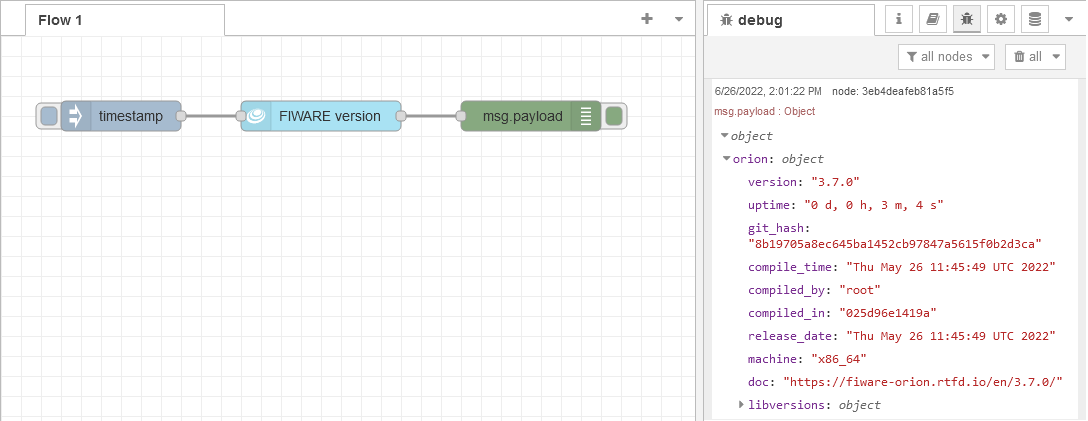 Flow 1
timestamp
FIWARE version
msg.payload
debug
all nodes
all
6/26/2022, 2:01:22 PM node: 3eb4deafeb81a5f5
msg.payload : Object
object
orion: object
version: "3.7.0"
uptime: "0 d, 0 h, 3 m, 4 s"
git_hash:
"8b19705a8ec645ba1452cb97847a5615f0b2d3ca"
compile_time: "Thu May 26 11:45:49 UTC 2022"
compiled_by: "root"
compiled_in: "025d96e1419a"
release_date: "Thu May 26 11:45:49 UTC 2022"
machine: "x86_64"
doc: "https://fiware-orion.rtfd.io/en/3.7.0/"
libversions: object